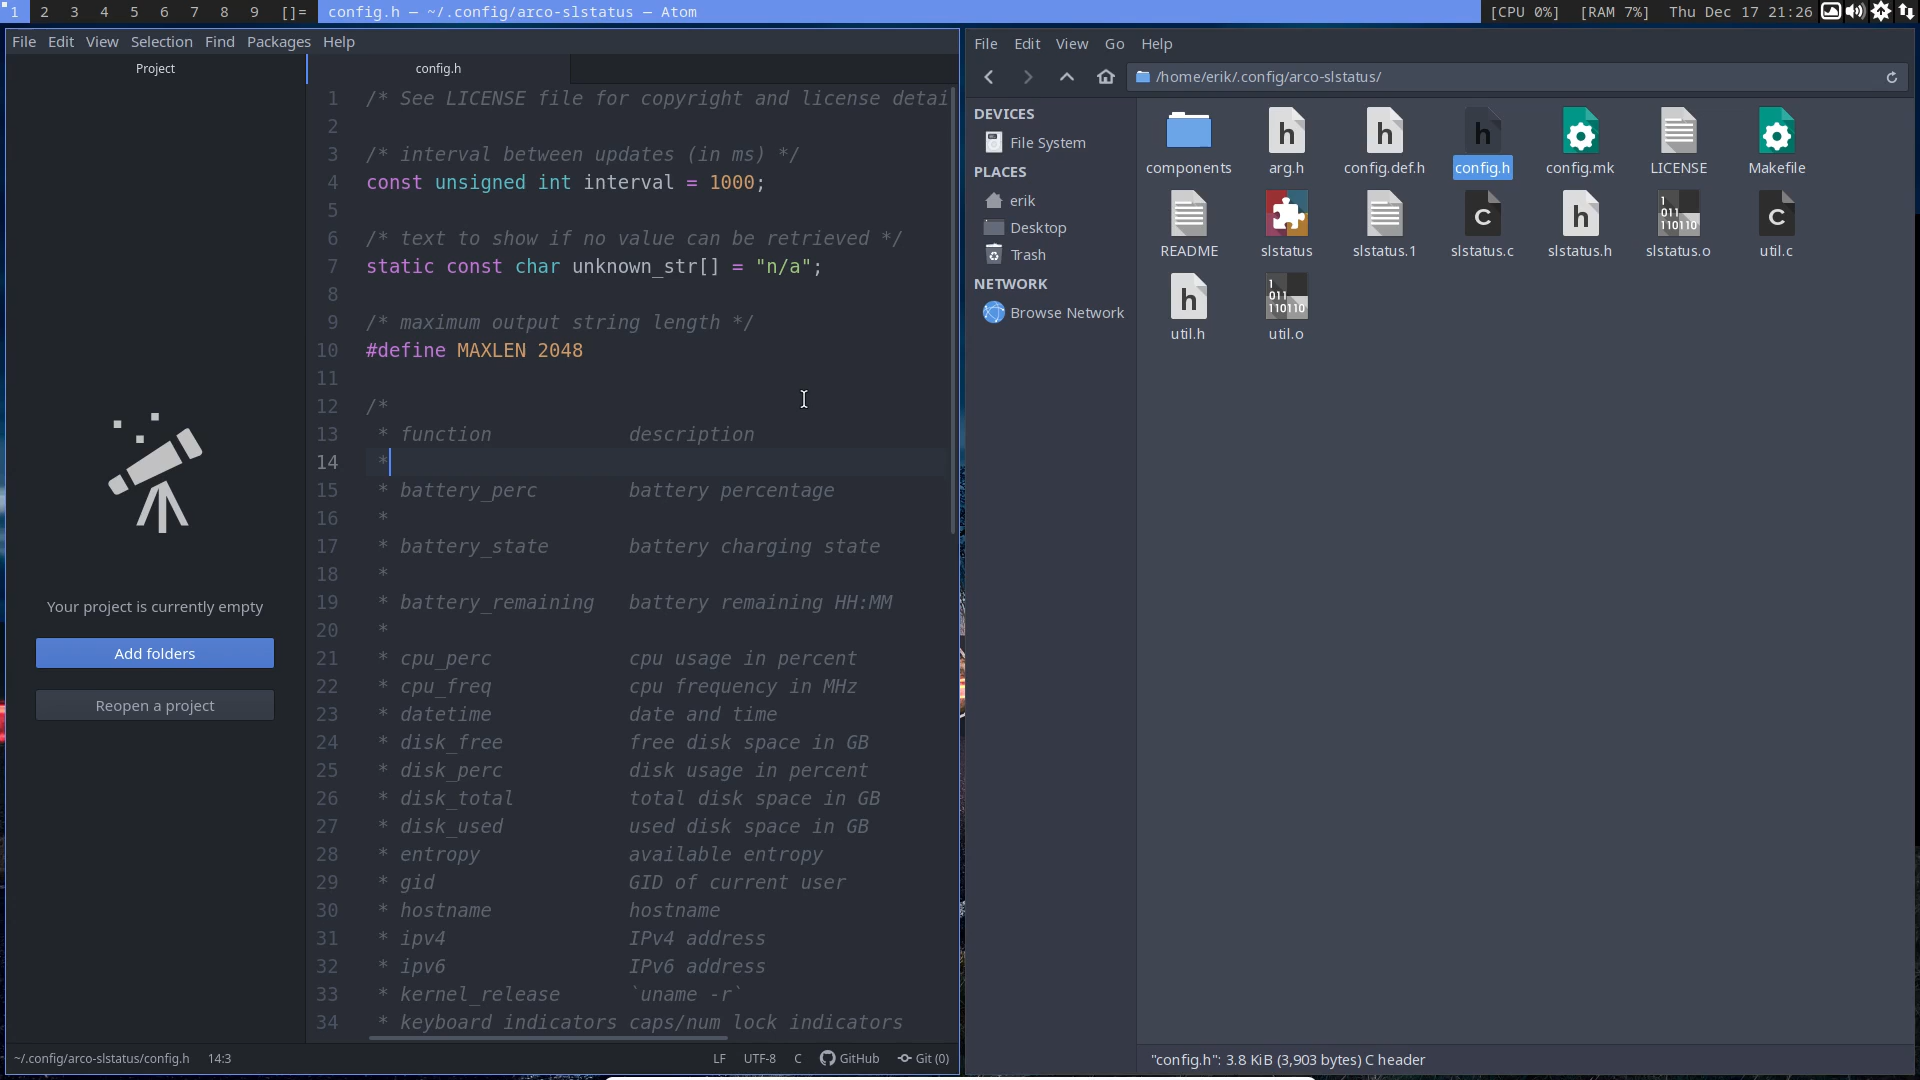 1 2 3 4 5 6 7 8 9 []= config.h — ~/.config/arco-slstatus — Atom [CPU 0%] [RAM 7%] Thu Dec 17 21:26
File Edit View Selection Find Packages Help
Project
config.h
1 /* See LICENSE file for copyright and license detai
2
3 /* interval between updates (in ms) */
4 const unsigned int interval = 1000;
5
6 /* text to show if no value can be retrieved */
7 static const char unknown_str[] = "n/a";
8
9 /* maximum output string length */
10 #define MAXLEN 2048
11
12 /*
13 * function description
14 *
15 * battery_perc battery percentage
16 *
17 * battery_state battery charging state
18 *
19 * battery_remaining battery remaining HH:MM
20 *
21 * cpu_perc cpu usage in percent
22 * cpu_freq cpu frequency in MHz
23 * datetime date and time
24 * disk_free free disk space in GB
25 * disk_perc disk usage in percent
26 * disk_total total disk space in GB
27 * disk_used used disk space in GB
28 * entropy available entropy
29 * gid GID of current user
30 * hostname hostname
31 * ipv4 IPv4 address
32 * ipv6 IPv6 address
33 * kernel_release `uname -r`
34 * keyboard indicators caps/num lock indicators
Your project is currently empty
Add folders
Reopen a project
~/.config/arco-slstatus/config.h 14:3 LF UTF-8 C GitHub Git (0)
File Edit View Go Help
/home/erik/.config/arco-slstatus/
DEVICES
File System
PLACES
erik
Desktop
Trash
NETWORK
Browse Network
h h h
components arg.h config.def.h config.h config.mk LICENSE Makefile
C h 1 011 110110 C
README slstatus slstatus.1 slstatus.c slstatus.h slstatus.o util.c
h 1 011 110110
util.h util.o
"config.h": 3.8 KiB (3,903 bytes) C header